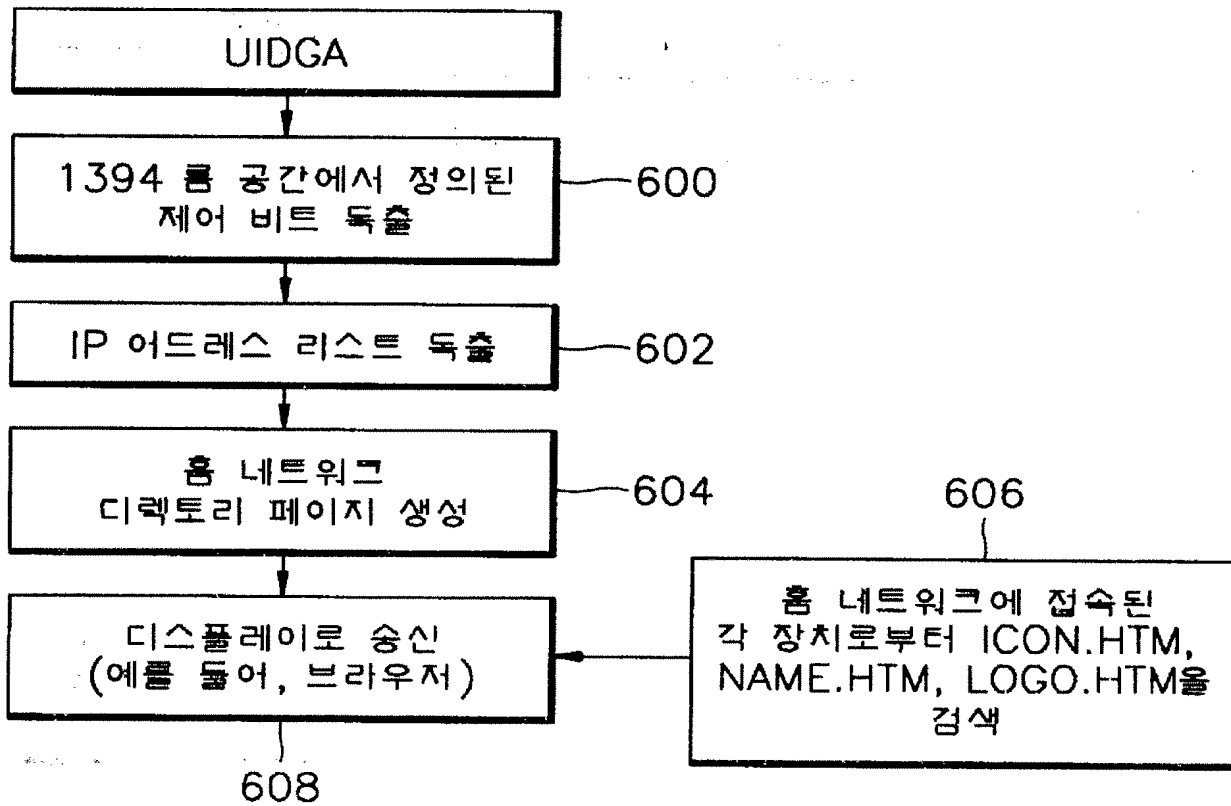 UIDGA
1394 롬 공간에서 정의된
제어 비트 독출
600
IP 어드레스 리스트 독출
602
홈 네트워크
디렉토리 페이지 생성
604
606
홈 네트워크에 접속된
각 장치로부터 ICON.HTM,
NAME.HTM, LOGO.HTM을
검색
디스플레이로 송신
(예를 들어, 브라우저)
608